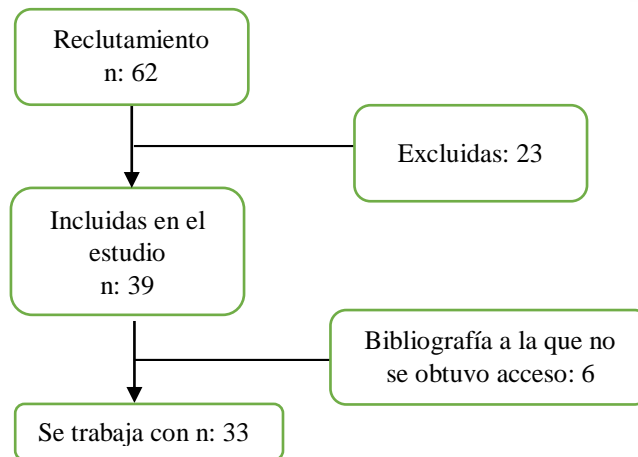 Reclutamiento
n: 62
Excluidas: 23
Incluidas en el
estudio
n: 39
Bibliografía a la que no
se obtuvo acceso: 6
Se trabaja con n: 33